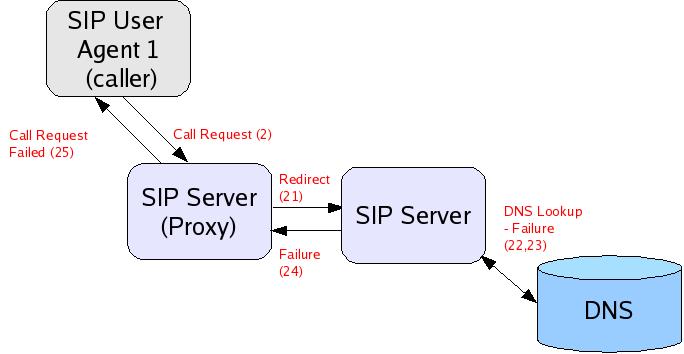 SIP User
Agent 1
(caller)
Call Request
Failed (25)
Call Request (2)
SIP Server
(Proxy)
Redirect
(21)
Failure
(24)
SIP Server
DNS Lookup
- Failure
(22,23)
DNS